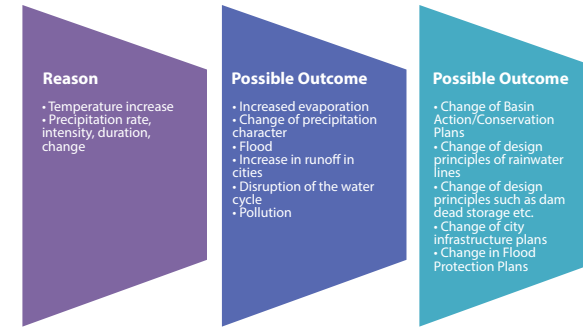 Reason
• Temperature increase
• Precipitation rate,
intensity, duration,
change
Possible Outcome
• Increased evaporation
• Change of precipitation
character
• Flood
• Increase in runoff in
cities
• Disruption of the water
cycle
• Pollution
Possible Outcome
• Change of Basin
Action/Conservation
Plans
• Change of design
principles of rainwater
lines
• Change of design
principles such as dam
dead storage etc.
• Change of city
infrastructure plans
• Change in Flood
Protection Plans